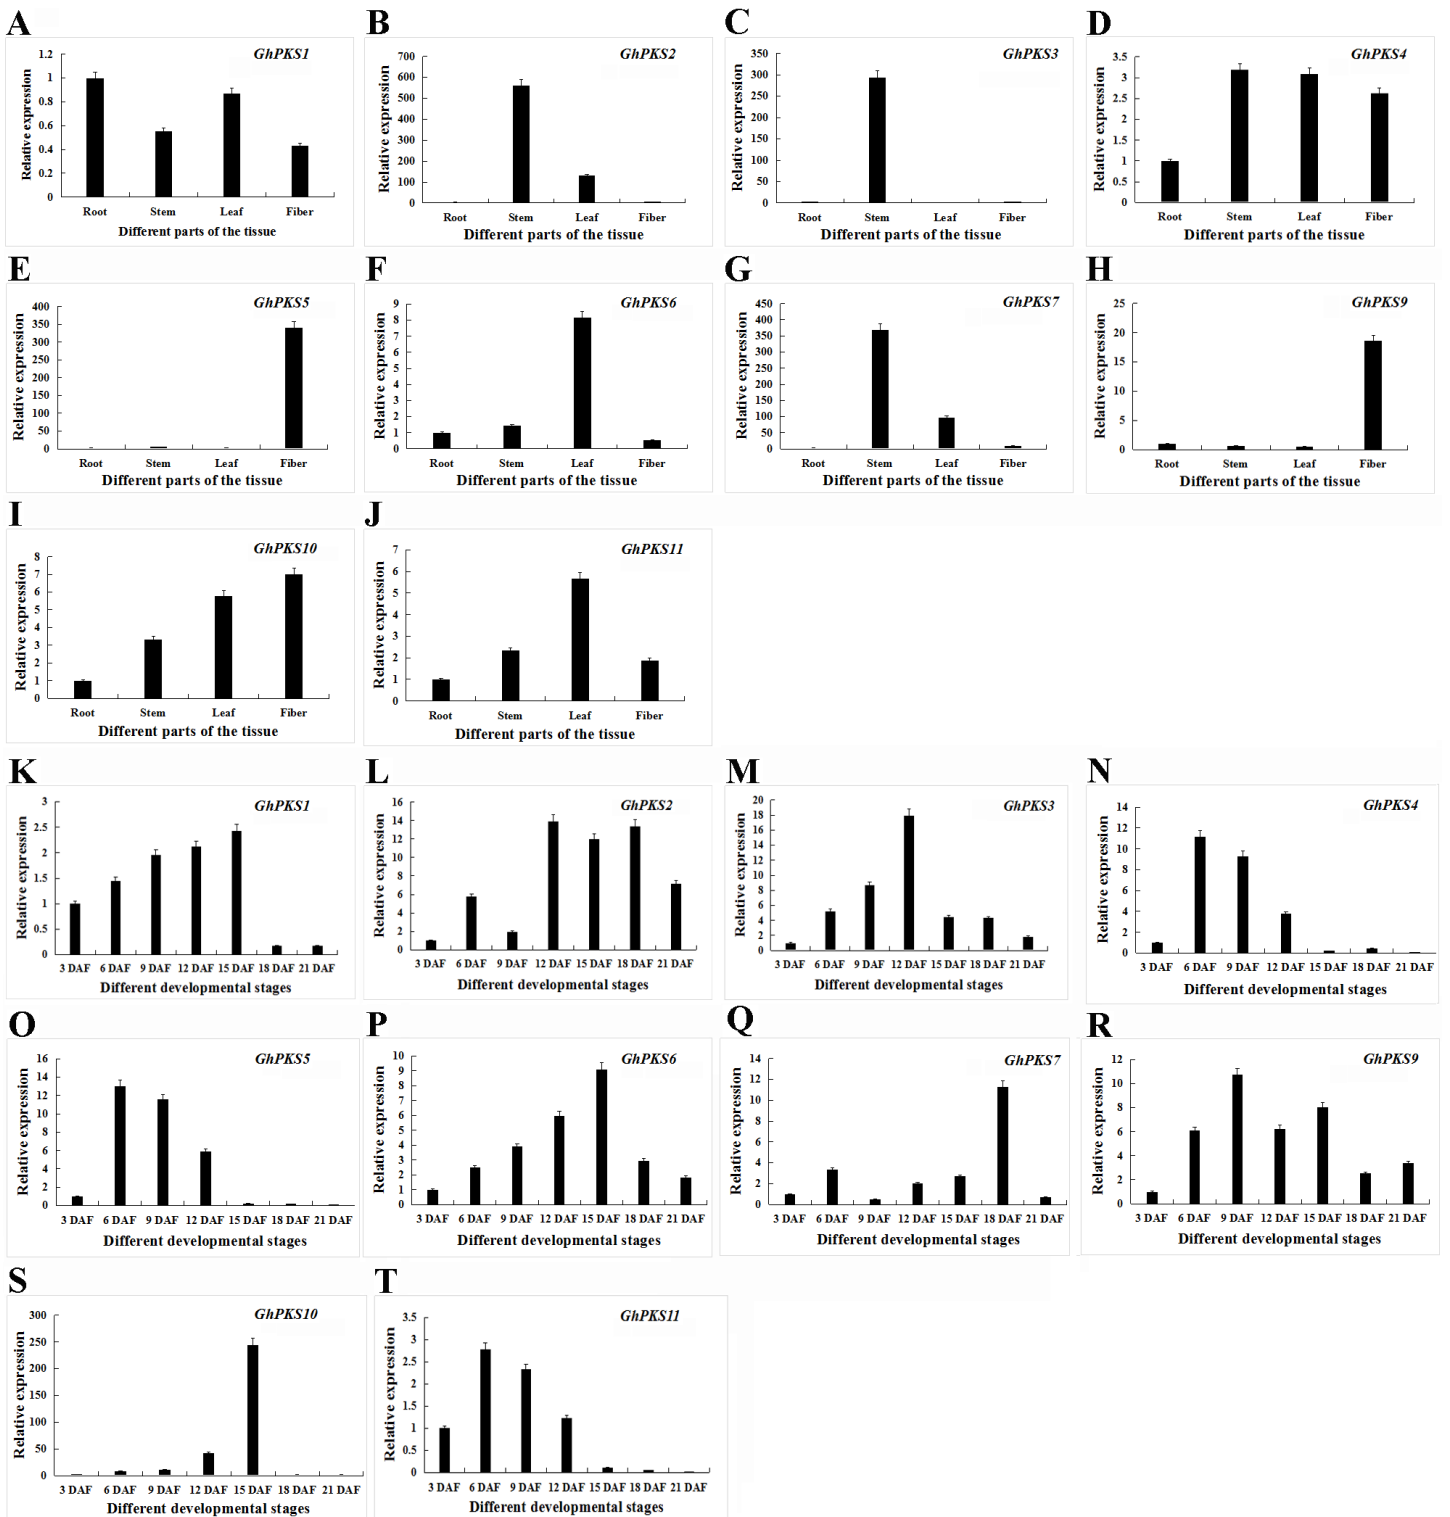 A
GhPKS1
Relative expression
1.2
1
0.8
0.6
0.4
0.2
0
Root Stem Leaf Fiber
Different parts of the tissue
B
GhPKS2
Relative expression
700
600
500
400
300
200
100
0
Root Stem Leaf Fiber
Different parts of the tissue
C
GhPKS3
Relative expression
350
300
250
200
150
100
50
0
Root Stem Leaf Fiber
Different parts of the tissue
D
GhPKS4
Relative expression
3.5
3
2.5
2
1.5
1
0.5
0
Root Stem Leaf Fiber
Different parts of the tissue
E
GhPKS5
Relative expression
400
350
300
250
200
150
100
50
0
Root Stem Leaf Fiber
Different parts of the tissue
F
GhPKS6
Relative expression
9
8
7
6
5
4
3
2
1
0
Root Stem Leaf Fiber
Different parts of the tissue
G
GhPKS7
Relative expression
450
400
350
300
250
200
150
100
50
0
Root Stem Leaf Fiber
Different parts of the tissue
H
GhPKS9
Relative expression
25
20
15
10
5
0
Root Stem Leaf Fiber
Different parts of the tissue
I
GhPKS10
Relative expression
8
7
6
5
4
3
2
1
0
Root Stem Leaf Fiber
Different parts of the tissue
J
GhPKS11
Relative expression
7
6
5
4
3
2
1
0
Root Stem Leaf Fiber
Different parts of the tissue
K
GhPKS1
Relative expression
3
2.5
2
1.5
1
0.5
0
3 DAF 6 DAF 9 DAF 12 DAF 15 DAF 18 DAF 21 DAF
Different developmental stages
L
GhPKS2
Relative expression
16
14
12
10
8
6
4
2
0
3 DAF 6 DAF 9 DAF 12 DAF 15 DAF 18 DAF 21 DAF
Different developmental stages
M
GhPKS3
Relative expression
20
18
16
14
12
10
8
6
4
2
0
3 DAF 6 DAF 9 DAF 12 DAF 15 DAF 18 DAF 21 DAF
Different developmental stages
N
GhPKS4
Relative expression
14
12
10
8
6
4
2
0
3 DAF 6 DAF 9 DAF 12 DAF 15 DAF 18 DAF 21 DAF
Different developmental stages
O
GhPKS5
Relative expression
16
14
12
10
8
6
4
2
0
3 DAF 6 DAF 9 DAF 12 DAF 15 DAF 18 DAF 21 DAF
Different developmental stages
P
GhPKS6
Relative expression
10
9
8
7
6
5
4
3
2
1
0
3 DAF 6 DAF 9 DAF 12 DAF 15 DAF 18 DAF 21 DAF
Different developmental stages
Q
GhPKS7
Relative expression
14
12
10
8
6
4
2
0
3 DAF 6 DAF 9 DAF 12 DAF 15 DAF 18 DAF 21 DAF
Different developmental stages
R
GhPKS9
Relative expression
12
10
8
6
4
2
0
3 DAF 6 DAF 9 DAF 12 DAF 15 DAF 18 DAF 21 DAF
Different developmental stages
S
GhPKS10
Relative expression
300
250
200
150
100
50
0
3 DAF 6 DAF 9 DAF 12 DAF 15 DAF 18 DAF 21 DAF
Different developmental stages
T
GhPKS11
Relative expression
3.5
3
2.5
2
1.5
1
0.5
0
3 DAF 6 DAF 9 DAF 12 DAF 15 DAF 18 DAF 21 DAF
Different developmental stages